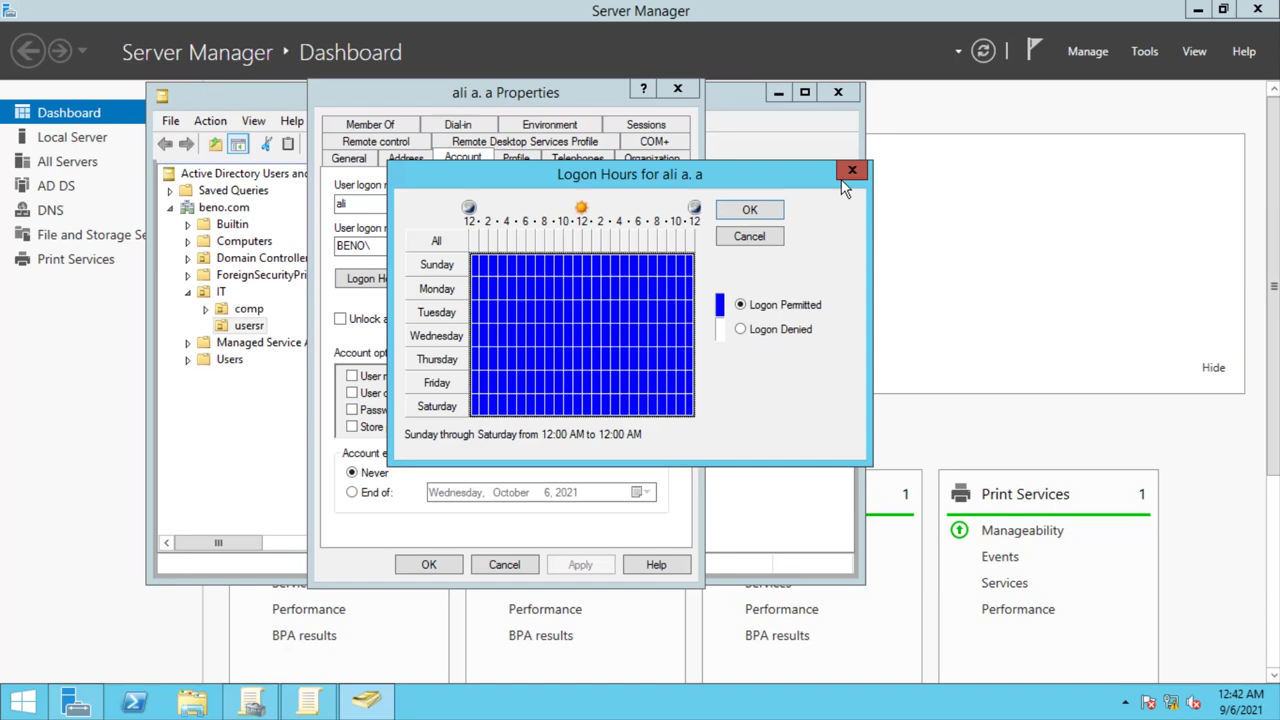 Server Manager
Server Manager • Dashboard
Manage Tools View Help
Dashboard
Local Server
All Servers
AD DS
DNS
File and Storage Se
Print Services
File Action View Help
Active Directory Users and
Saved Queries
beno.com
Builtin
Computers
Domain Controller
ForeignSecurityPri
IT
comp
usersr
Managed Service A
Users
ali a. a Properties
?
Member Of Dial-in Environment Sessions
Remote control Remote Desktop Services Profile COM+
General Address Account Profile Telephones Organization
User logon n
ali
User logon n
BENO\
Logon Ho
Unlock a
Account opt
User m
User c
Passw
Store
Account e
Never
End of:
Wednesday, October 6, 2021
OK Cancel Apply Help
Logon Hours for ali a. a
12 • 2 • 4 • 6 • 8 • 10 • 12 • 2 • 4 • 6 • 8 • 10 • 12
All
Sunday
Monday
Tuesday
Wednesday
Thursday
Friday
Saturday
Sunday through Saturday from 12:00 AM to 12:00 AM
OK
Cancel
Logon Permitted
Logon Denied
Hide
1
Print Services 1
Manageability
Events
Services
Performance
Performance
BPA results
Performance
BPA results
Services
Performance
BPA results
12:42 AM
9/6/2021